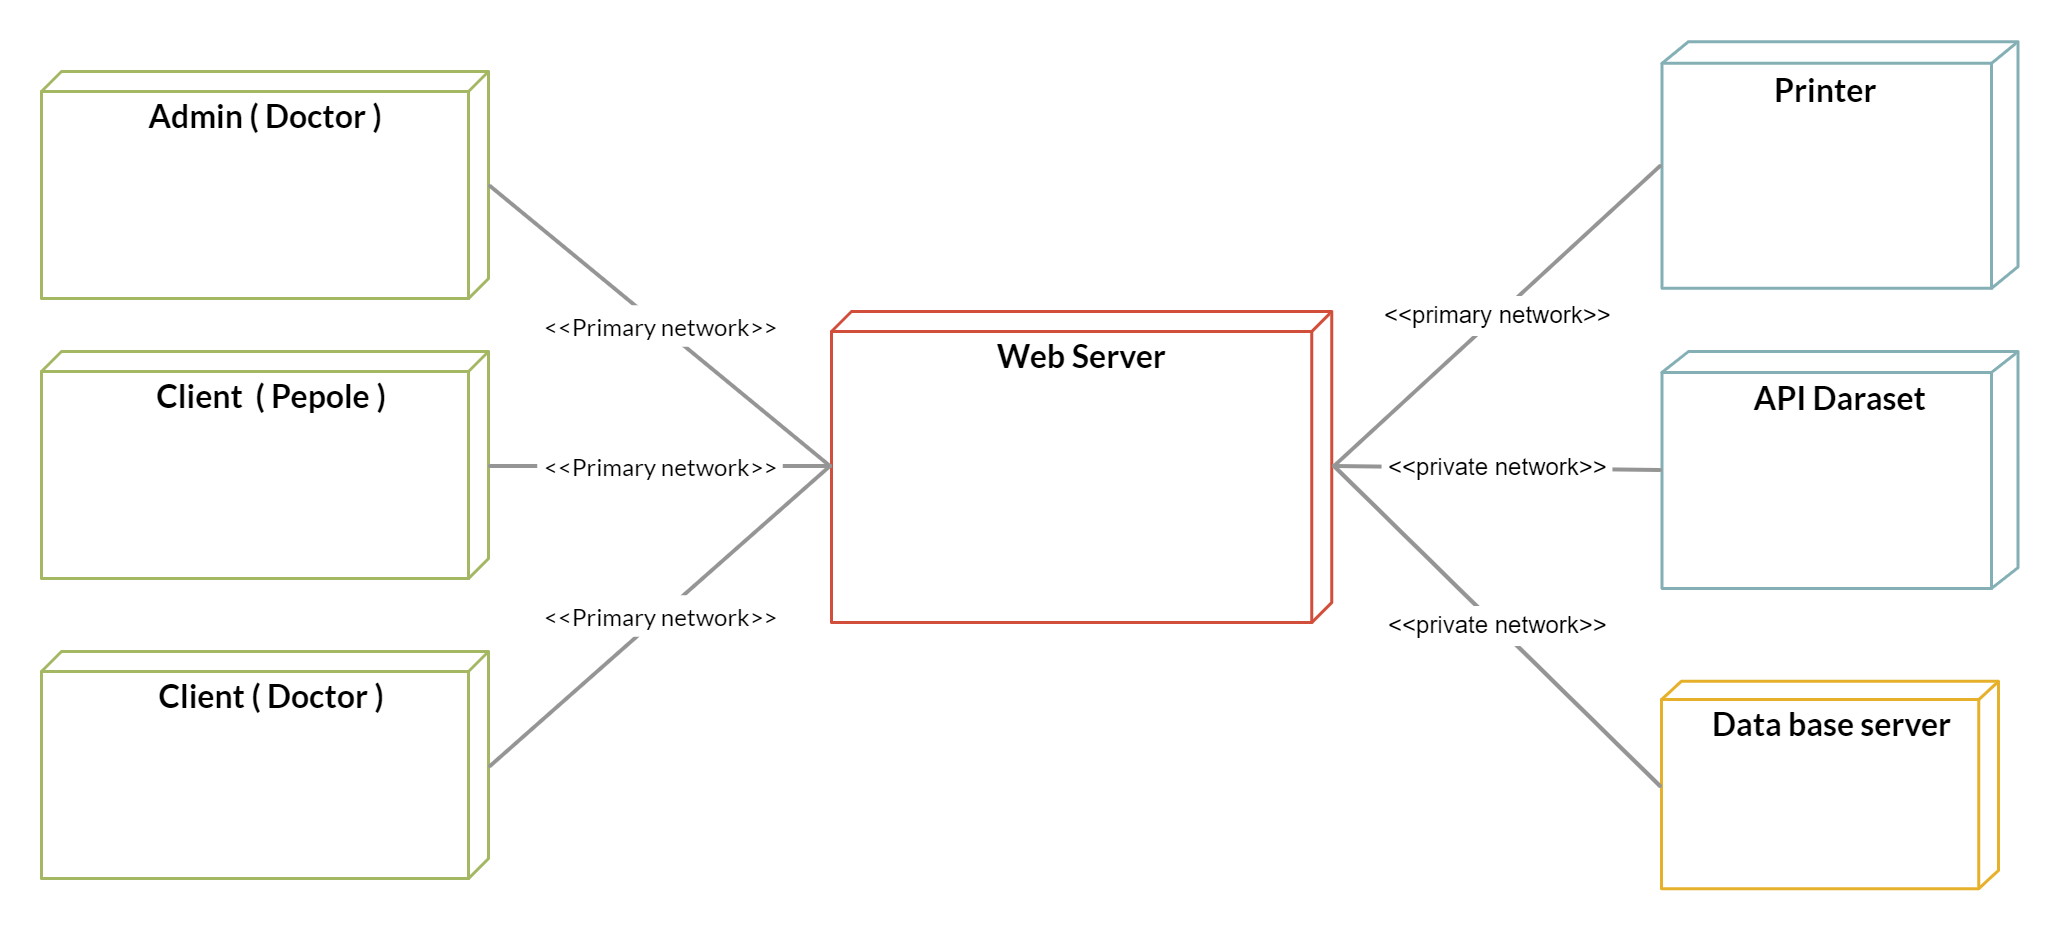 Admin ( Doctor )
<<Primary network>>
Client  ( Pepole )
<<Primary network>>
Client ( Doctor )
<<Primary network>>
Web Server
Printer
<<primary network>>
API Daraset
<<private network>>
Data base server
<<private network>>